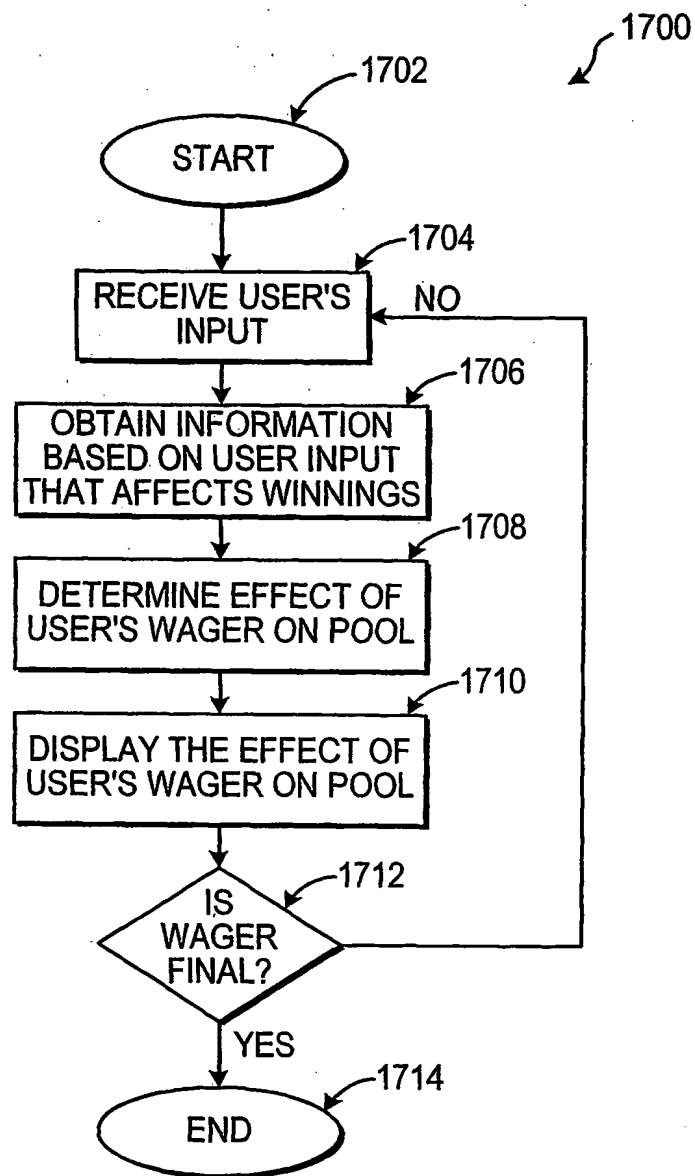 1700
1702
START
1704
RECEIVE USER'S
INPUT
NO
1706
OBTAIN INFORMATION
BASED ON USER INPUT
THAT AFFECTS WINNINGS
1708
DETERMINE EFFECT OF
USER'S WAGER ON POOL
1710
DISPLAY THE EFFECT OF
USER'S WAGER ON POOL
1712
IS
WAGER
FINAL?
YES
1714
END